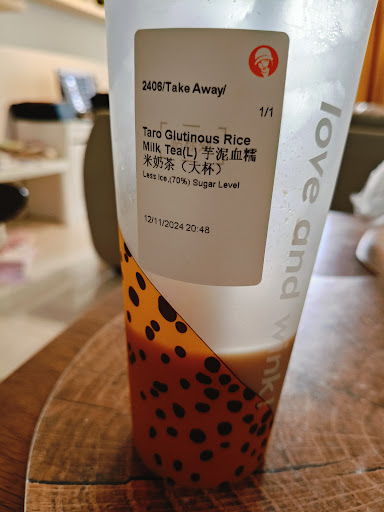 2406/Take Away/
1/1
Taro Glutinous Rice
Milk Tea(L) 芋泥血糯
米奶茶（大杯）
Less Ice,(70%) Sugar Level
12/11/2024 20:48
love and wink